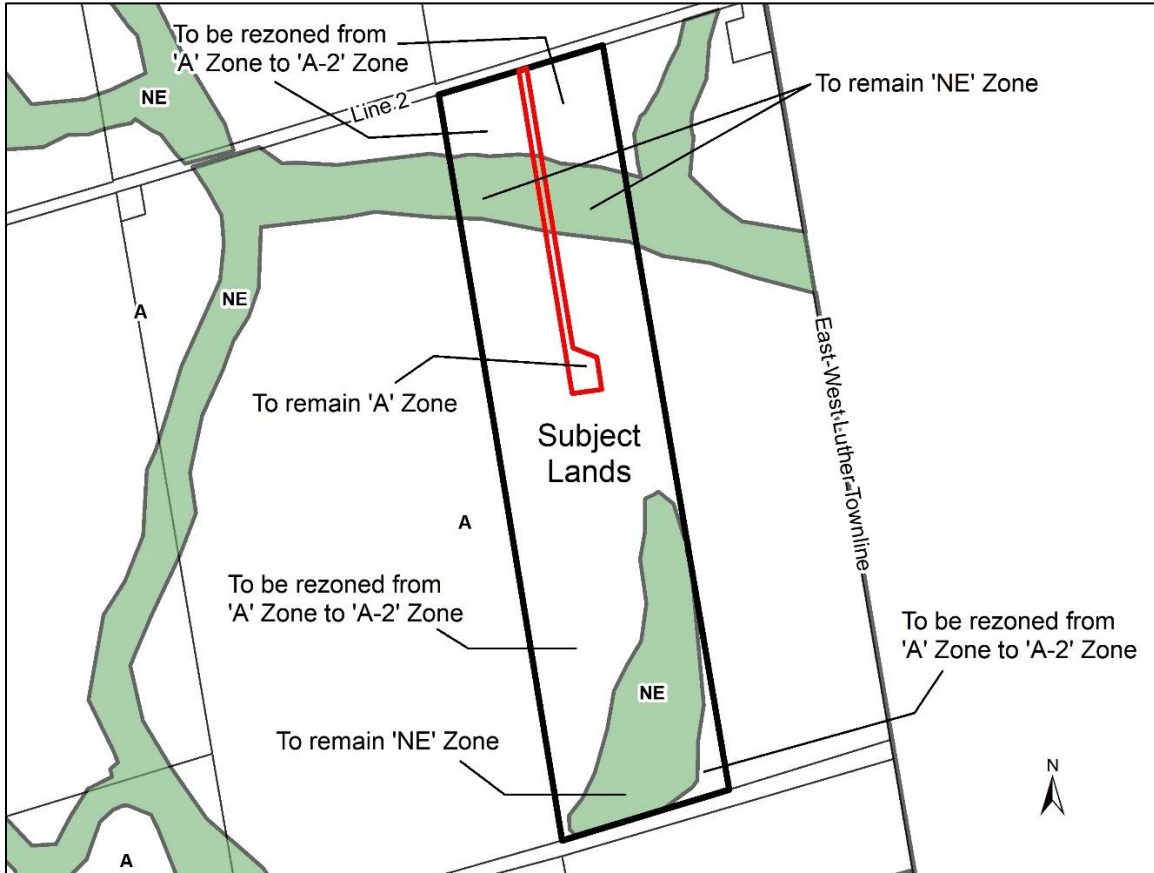 To be rezoned from
'A' Zone to 'A-2' Zone
To remain 'NE' Zone
NE
Line 2
NE
A
To remain 'A' Zone
Subject
Lands
East-West Luther Townline
A
To be rezoned from
'A' Zone to 'A-2' Zone
To be rezoned from
'A' Zone to 'A-2' Zone
NE
To remain 'NE' Zone
N
A